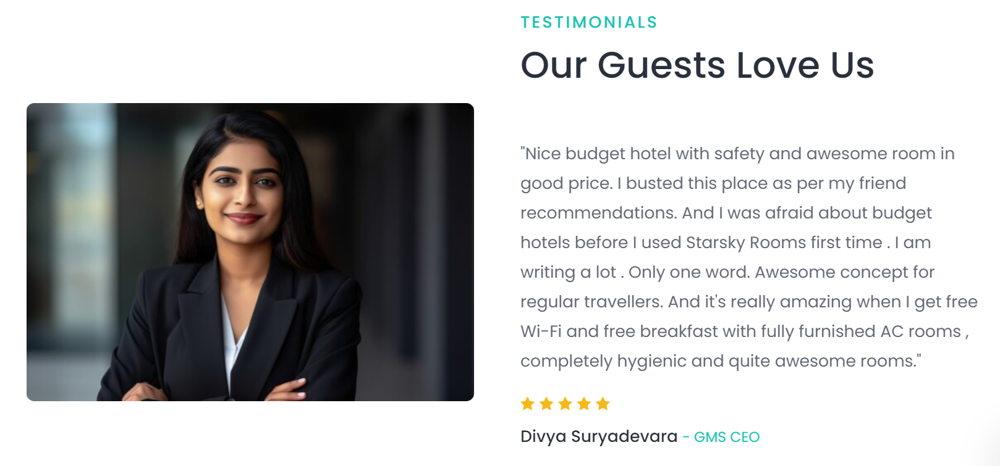 TESTIMONIALS
Our Guests Love Us
"Nice budget hotel with safety and awesome room in
good price. I busted this place as per my friend
recommendations. And I was afraid about budget
hotels before I used Starsky Rooms first time . I am
writing a lot . Only one word. Awesome concept for
regular travellers. And it's really amazing when I get free
Wi-Fi and free breakfast with fully furnished AC rooms ,
completely hygienic and quite awesome rooms."
Divya Suryadevara - GMS CEO